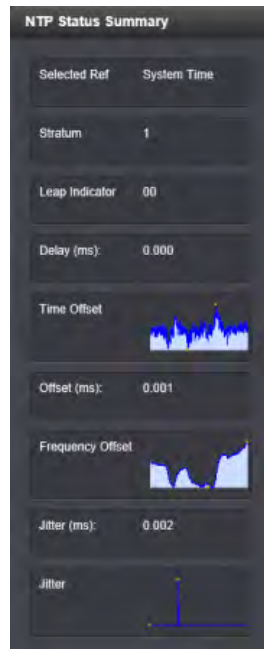 NTP Status Summary
Selected Ref System Time
Stratum 1
Leap Indicator 00
Delay (ms): 0.000
Time Offset
Offset (ms): 0.001
Frequency Offset
Jitter (ms): 0.002
Jitter